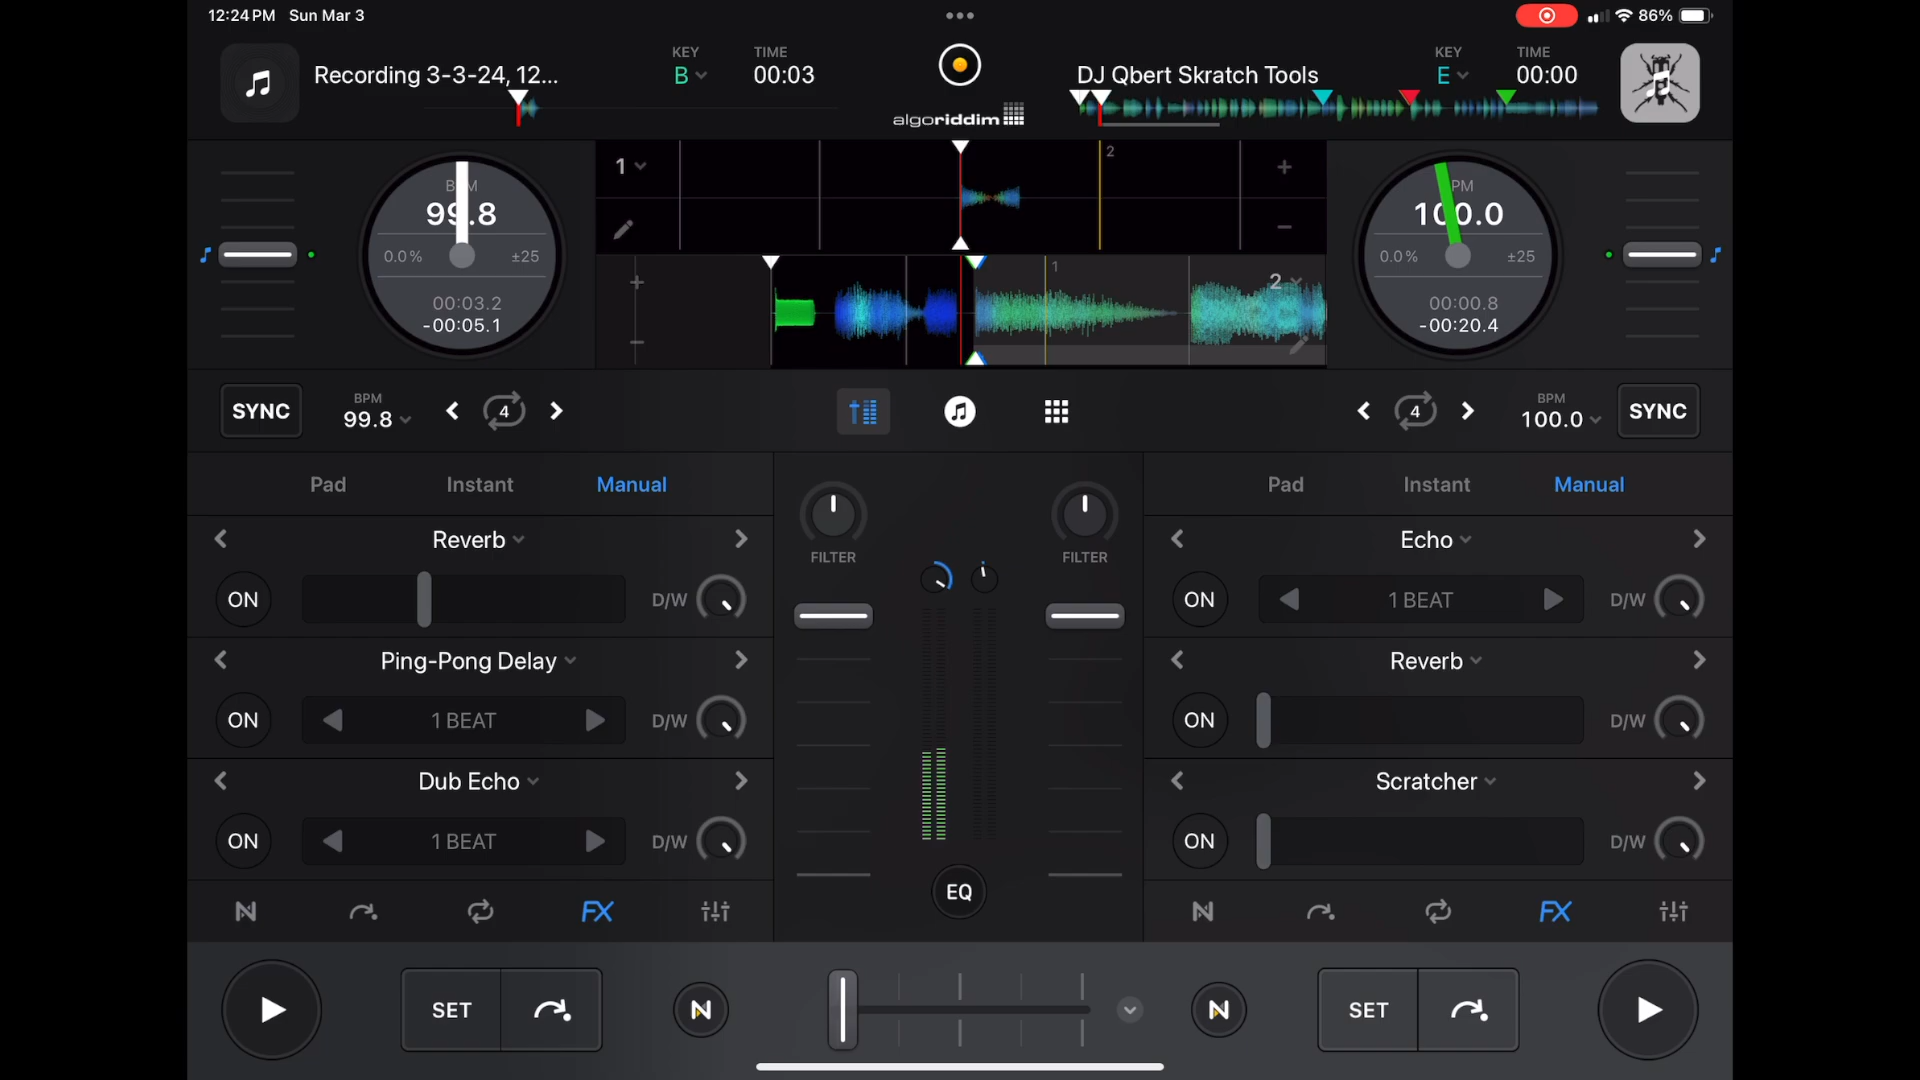 12:24 PM Sun Mar 3
86%
Recording 3-3-24, 12...
KEY
B
TIME
00:03
algoriddim
DJ Qbert Skratch Tools
KEY
E
TIME
00:00
99.8
0.0%
±25
00:03.2
-00:05.1
1
2
1
2
100.0
0.0%
±25
00:00.8
-00:20.4
SYNC
BPM
99.8
4
4
BPM
100.0
SYNC
Pad Instant Manual
Reverb
ON
D/W
Ping-Pong Delay
ON
1 BEAT
D/W
Dub Echo
ON
1 BEAT
D/W
FX
FILTER
FILTER
EQ
Pad Instant Manual
Echo
ON
1 BEAT
D/W
Reverb
ON
D/W
Scratcher
ON
D/W
FX
SET
SET